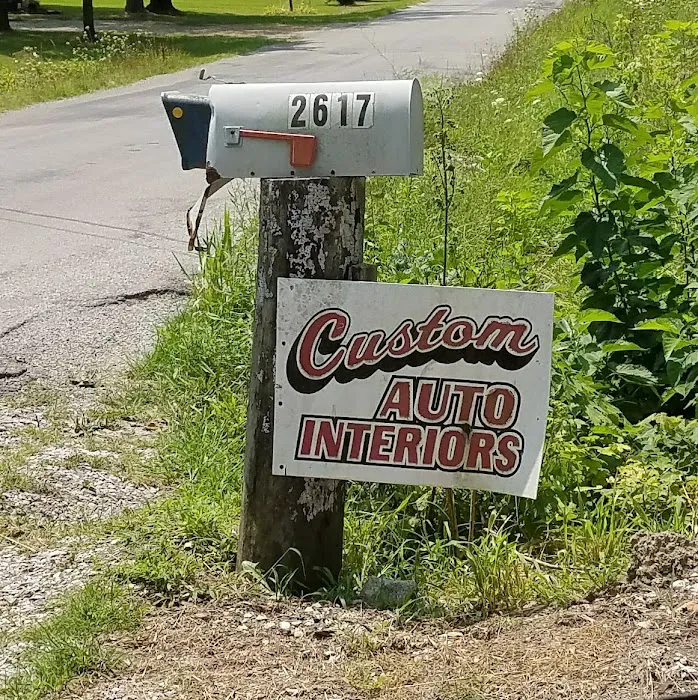 2617
Custom
AUTO
INTERIORS